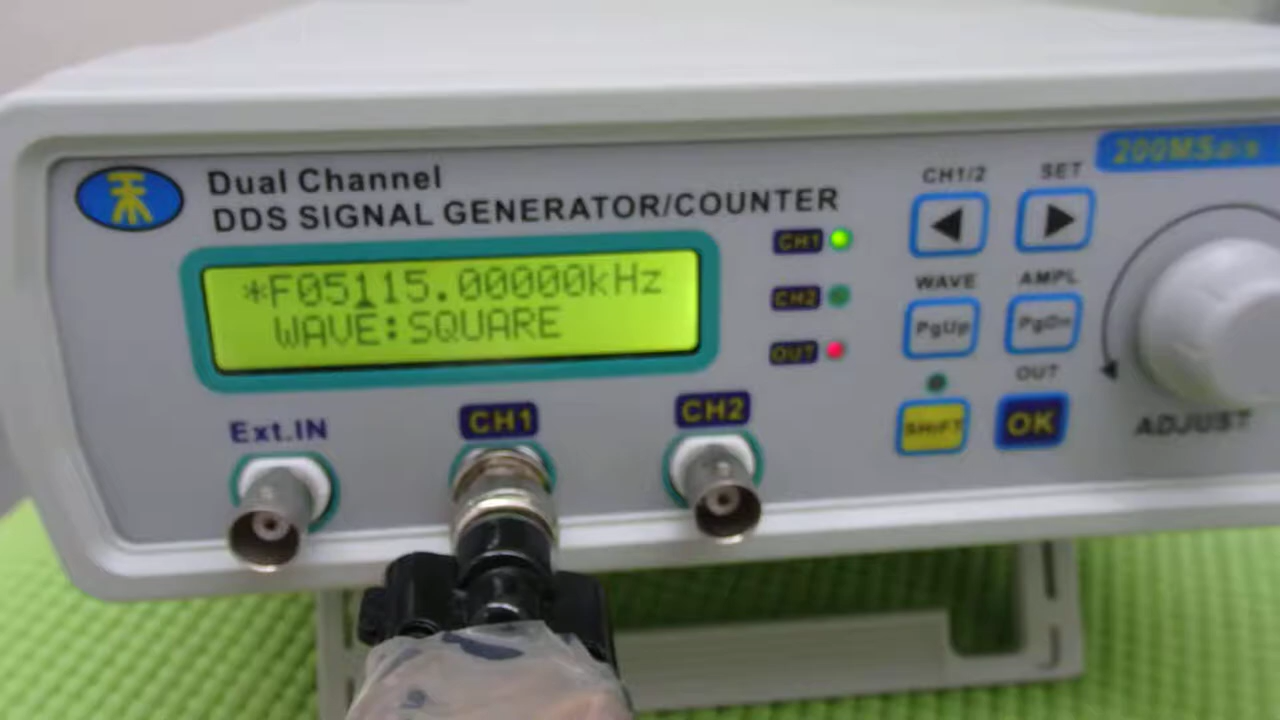 Dual Channel
DDS SIGNAL GENERATOR/COUNTER
200MSa/s
CH1/2 SET
CH1
*F05115.00000kHz
WAVE:SQUARE
CH2
WAVE AMPL
PgUp PgDn
OUT
OUT
SHIFT OK
ADJUST
Ext.IN
CH1
CH2